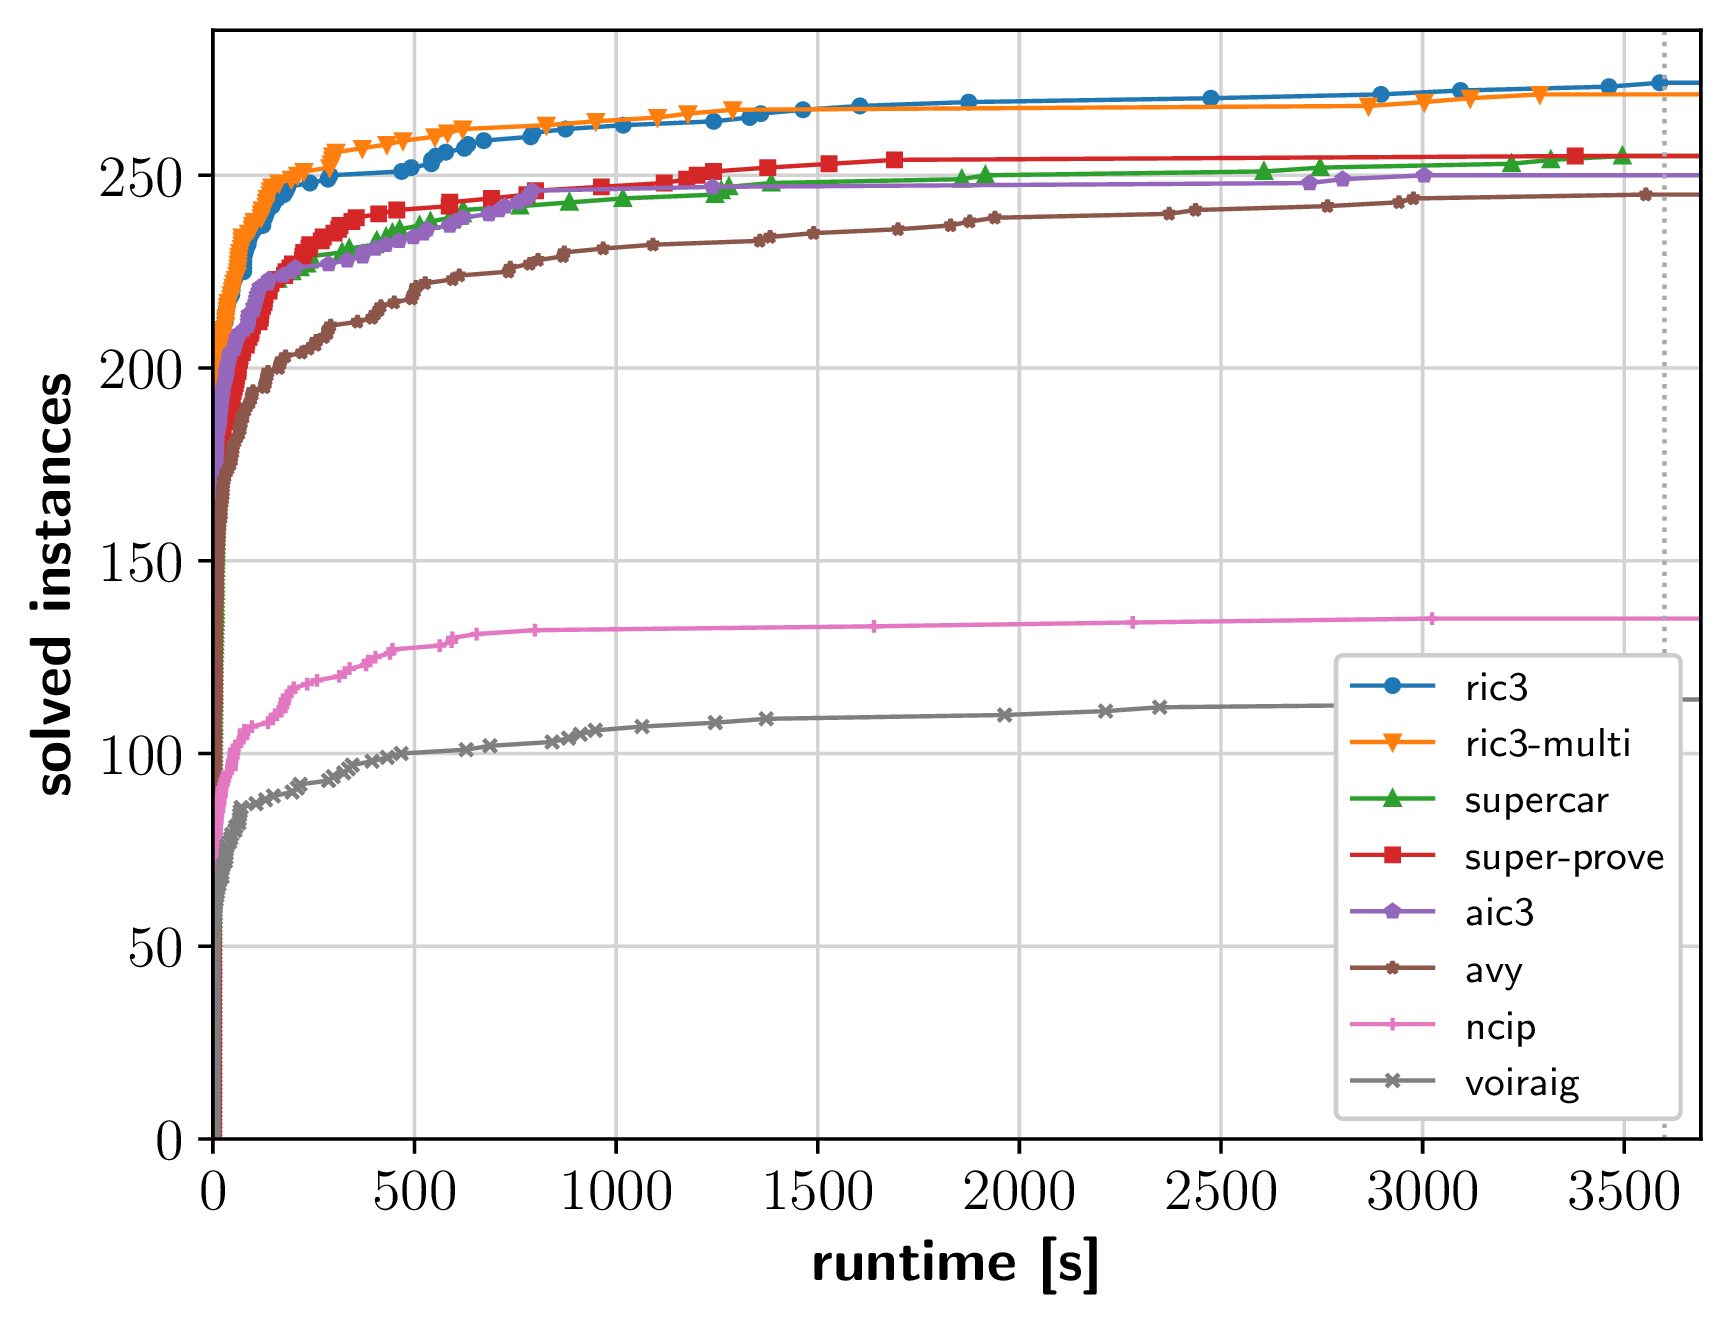 solved instances
250
200
150
100
50
0
0 500 1000 1500 2000 2500 3000 3500
runtime [s]
ric3
ric3-multi
supercar
super-prove
aic3
avy
ncip
voiraig